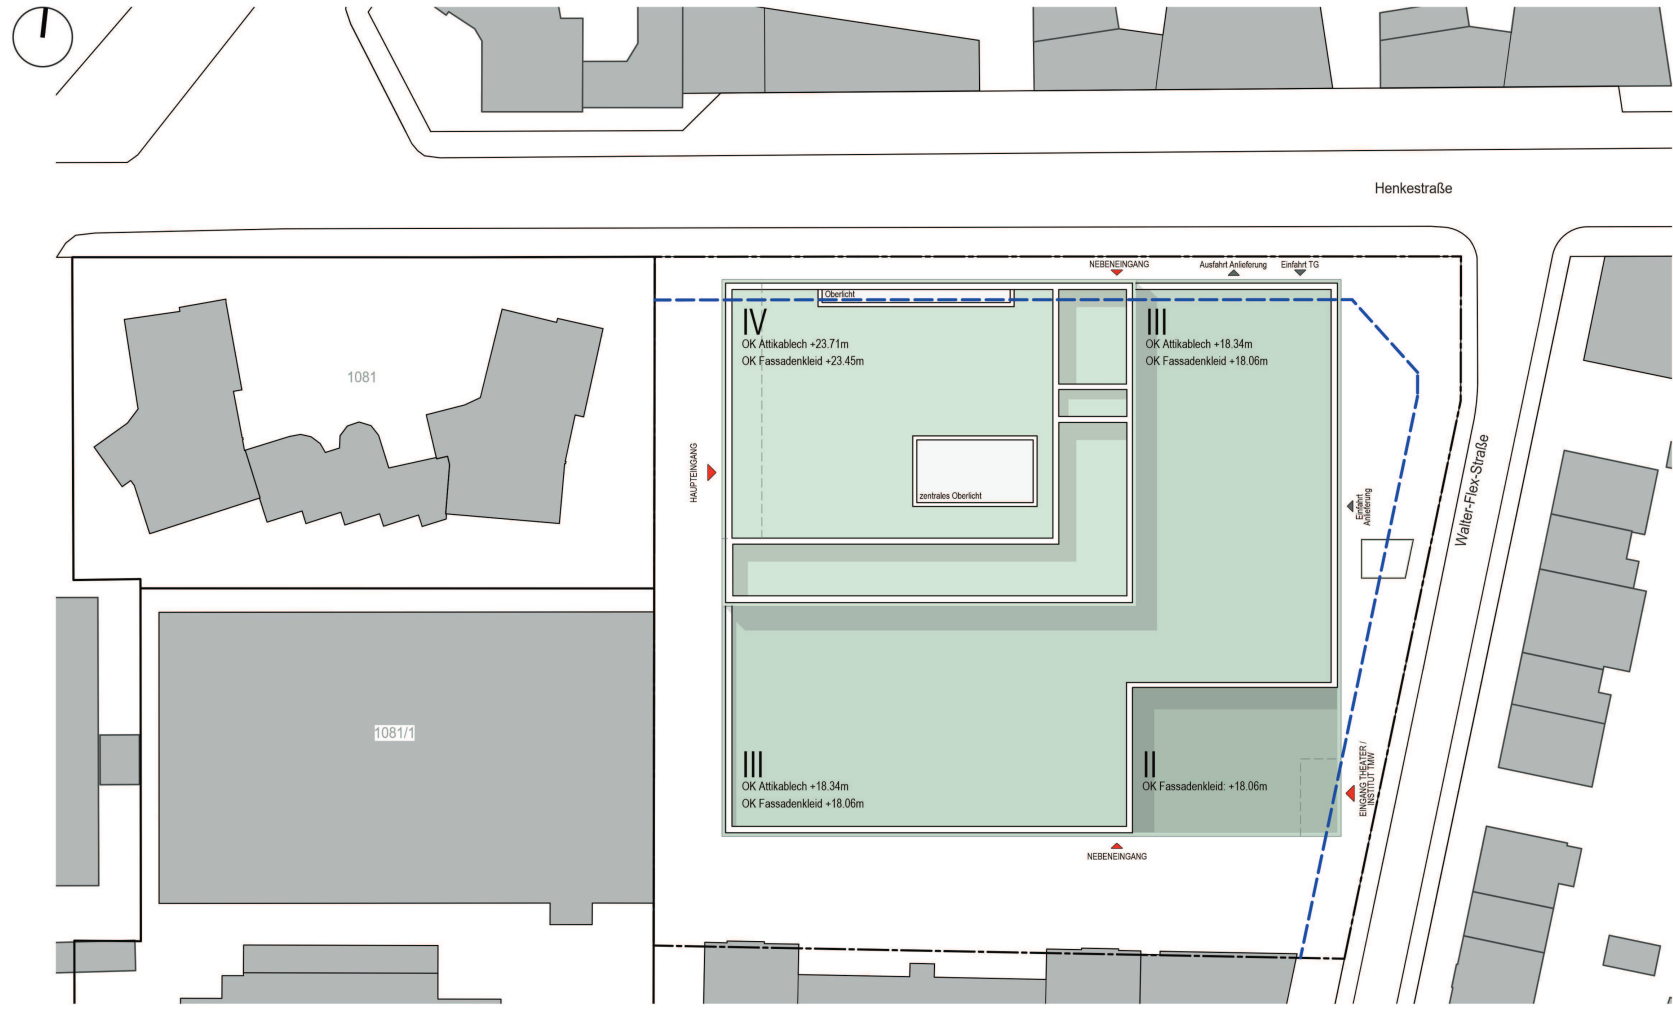 Henkestraße
NEBENEINGANG
Ausfahrt Anlieferung
Einfahrt TG
Oberlicht
IV
OK Attikablech +23.71m
OK Fassadenkleid +23.45m
III
OK Attikablech +18.34m
OK Fassadenkleid +18.06m
1081
HAUPTEINGANG
zentrales Oberlicht
Einfahrt
Anlieferung
Walter-Flex-Straße
1081/1
III
OK Attikablech +18.34m
OK Fassadenkleid +18.06m
II
OK Fassadenkleid: +18.06m
EINGANG THEATER /
INSTITUT TMW
NEBENEINGANG